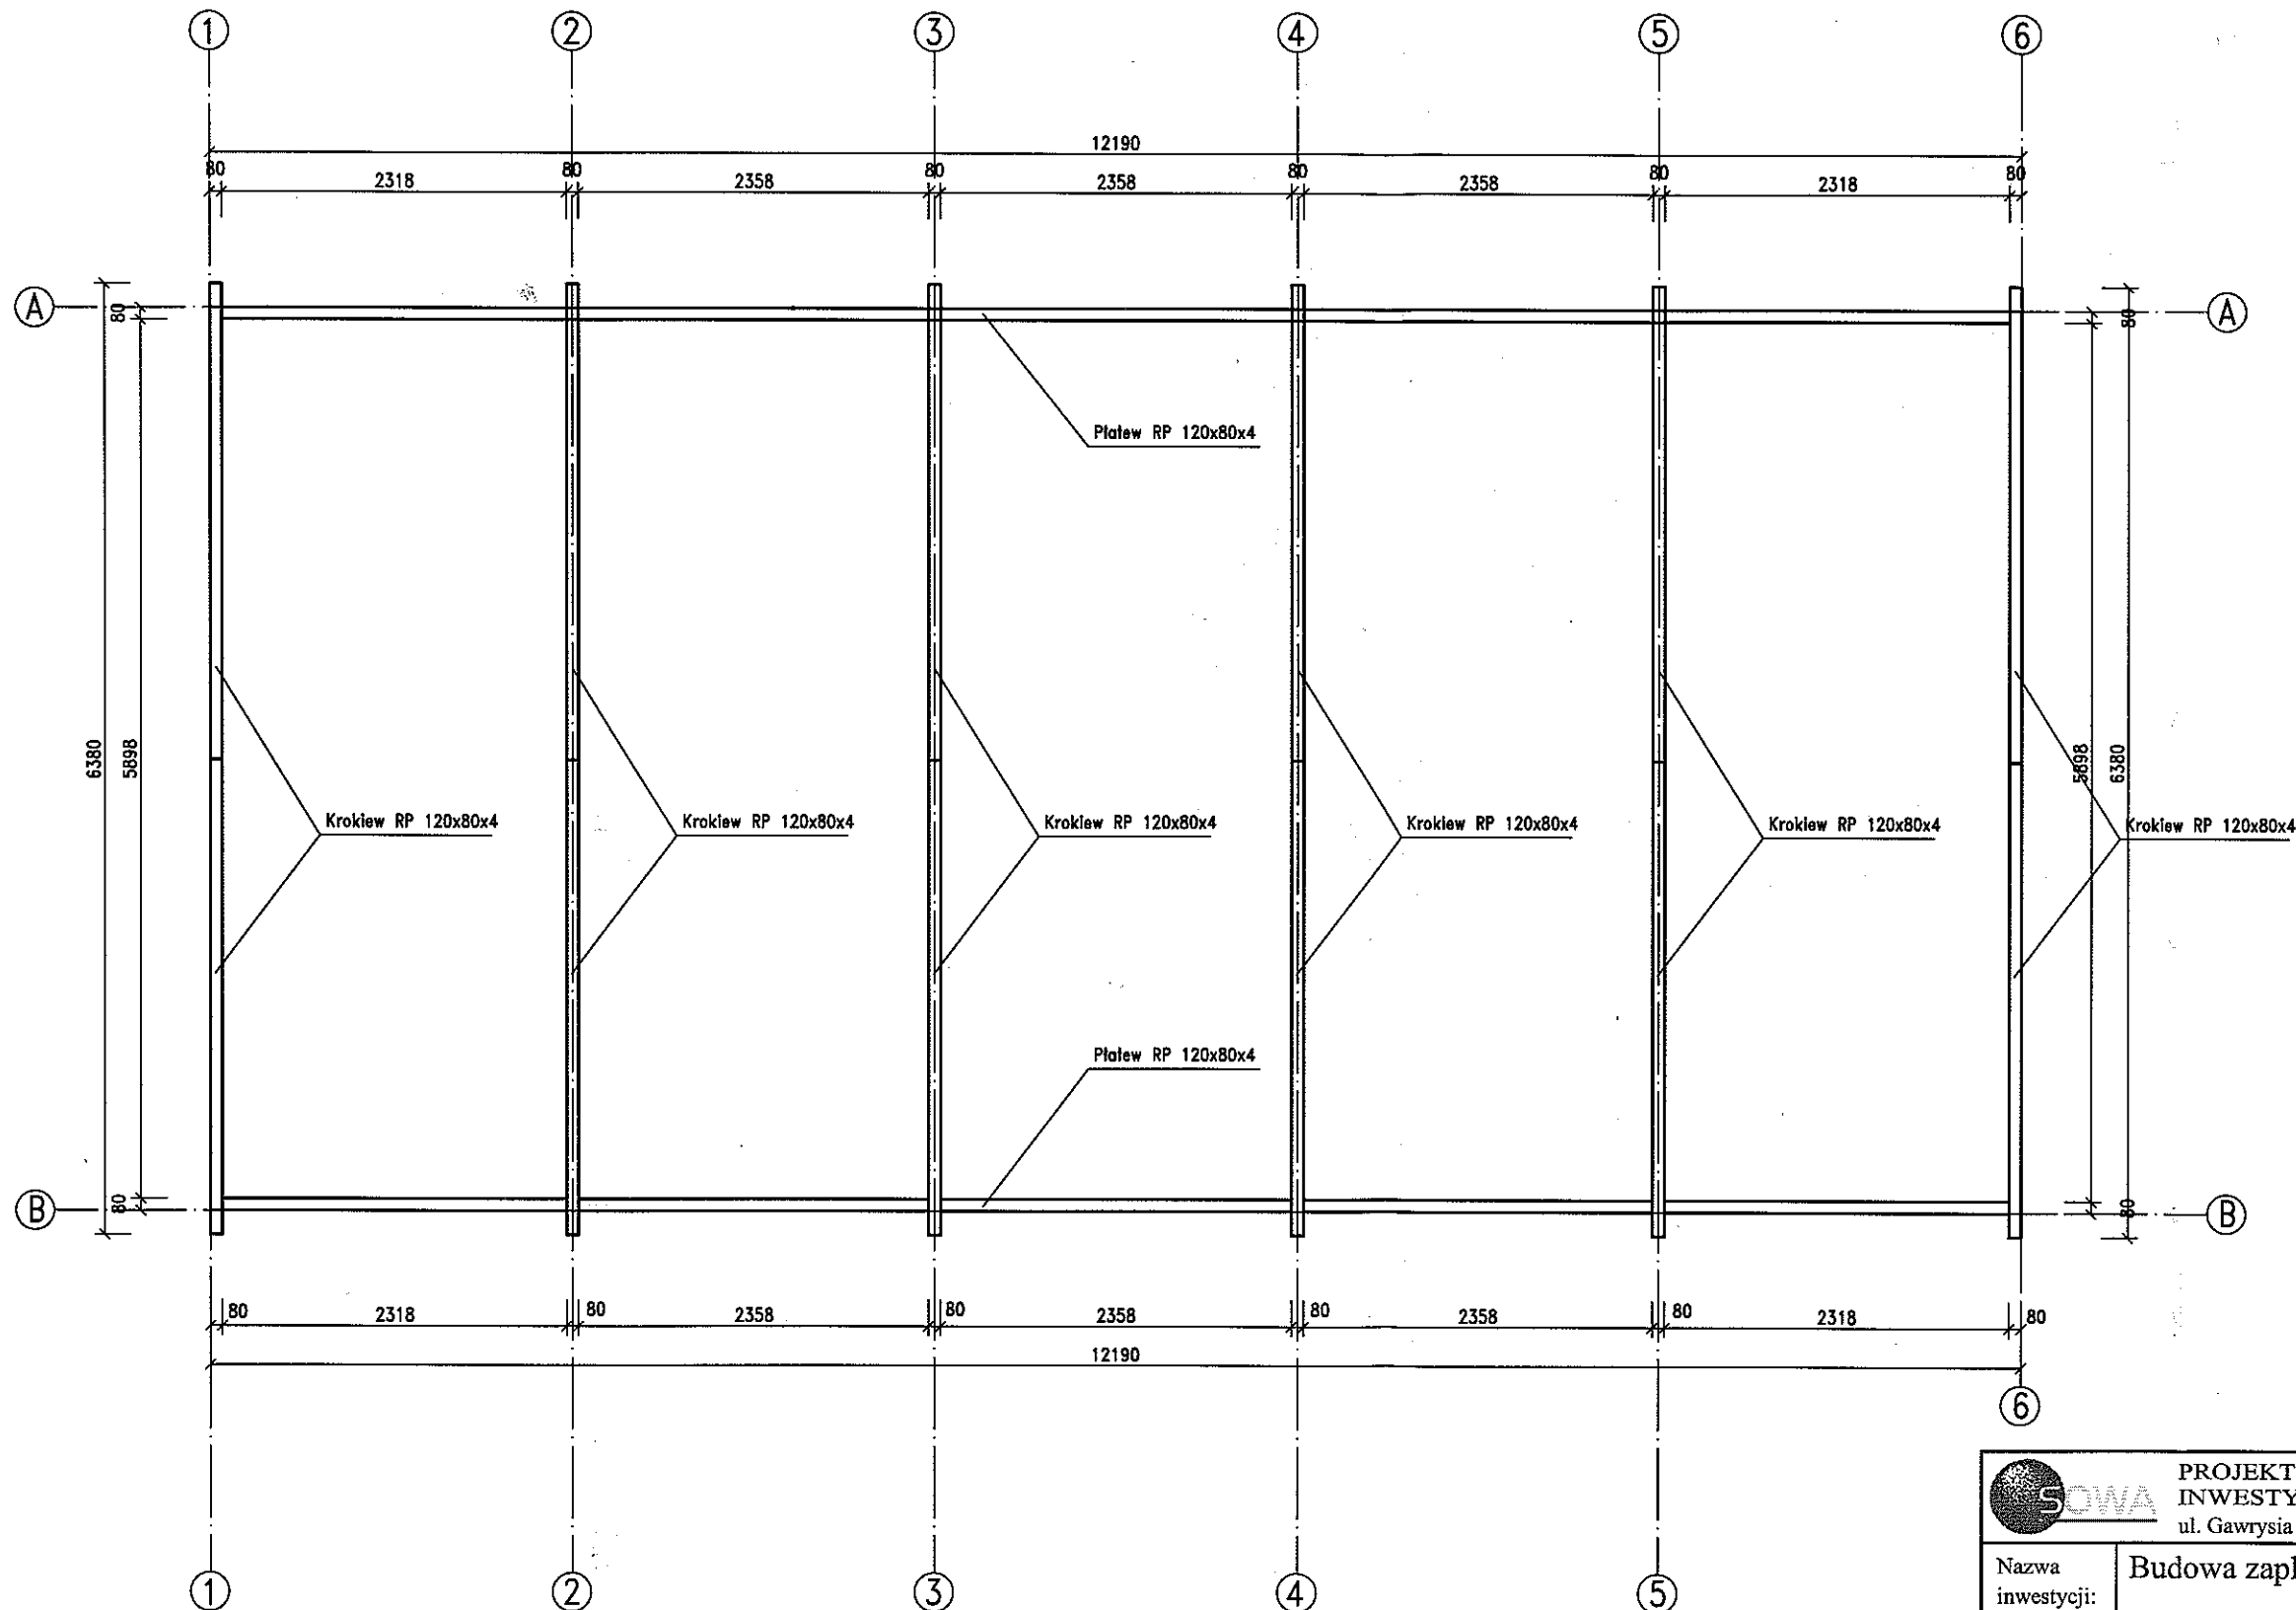 1 2 3 4 5 6
12190
80 80 80 80 80 80
2318 2358 2358 2358 2318
A 80 80 A
Płatew RP 120x80x4
6380 5898 5898 6380
Krokiew RP 120x80x4 Krokiew RP 120x80x4 Krokiew RP 120x80x4 Krokiew RP 120x80x4 Krokiew RP 120x80x4 Krokiew RP 120x80x4
Płatew RP 120x80x4
B 80 80 B
80 2318 80 2358 80 2358 80 2358 80 2318 80
12190
6
SOWA
PROJEKT
INWESTY
ul. Gawrysia
Nazwa
inwestycji:
Budowa zapl
1 2 3 4 5